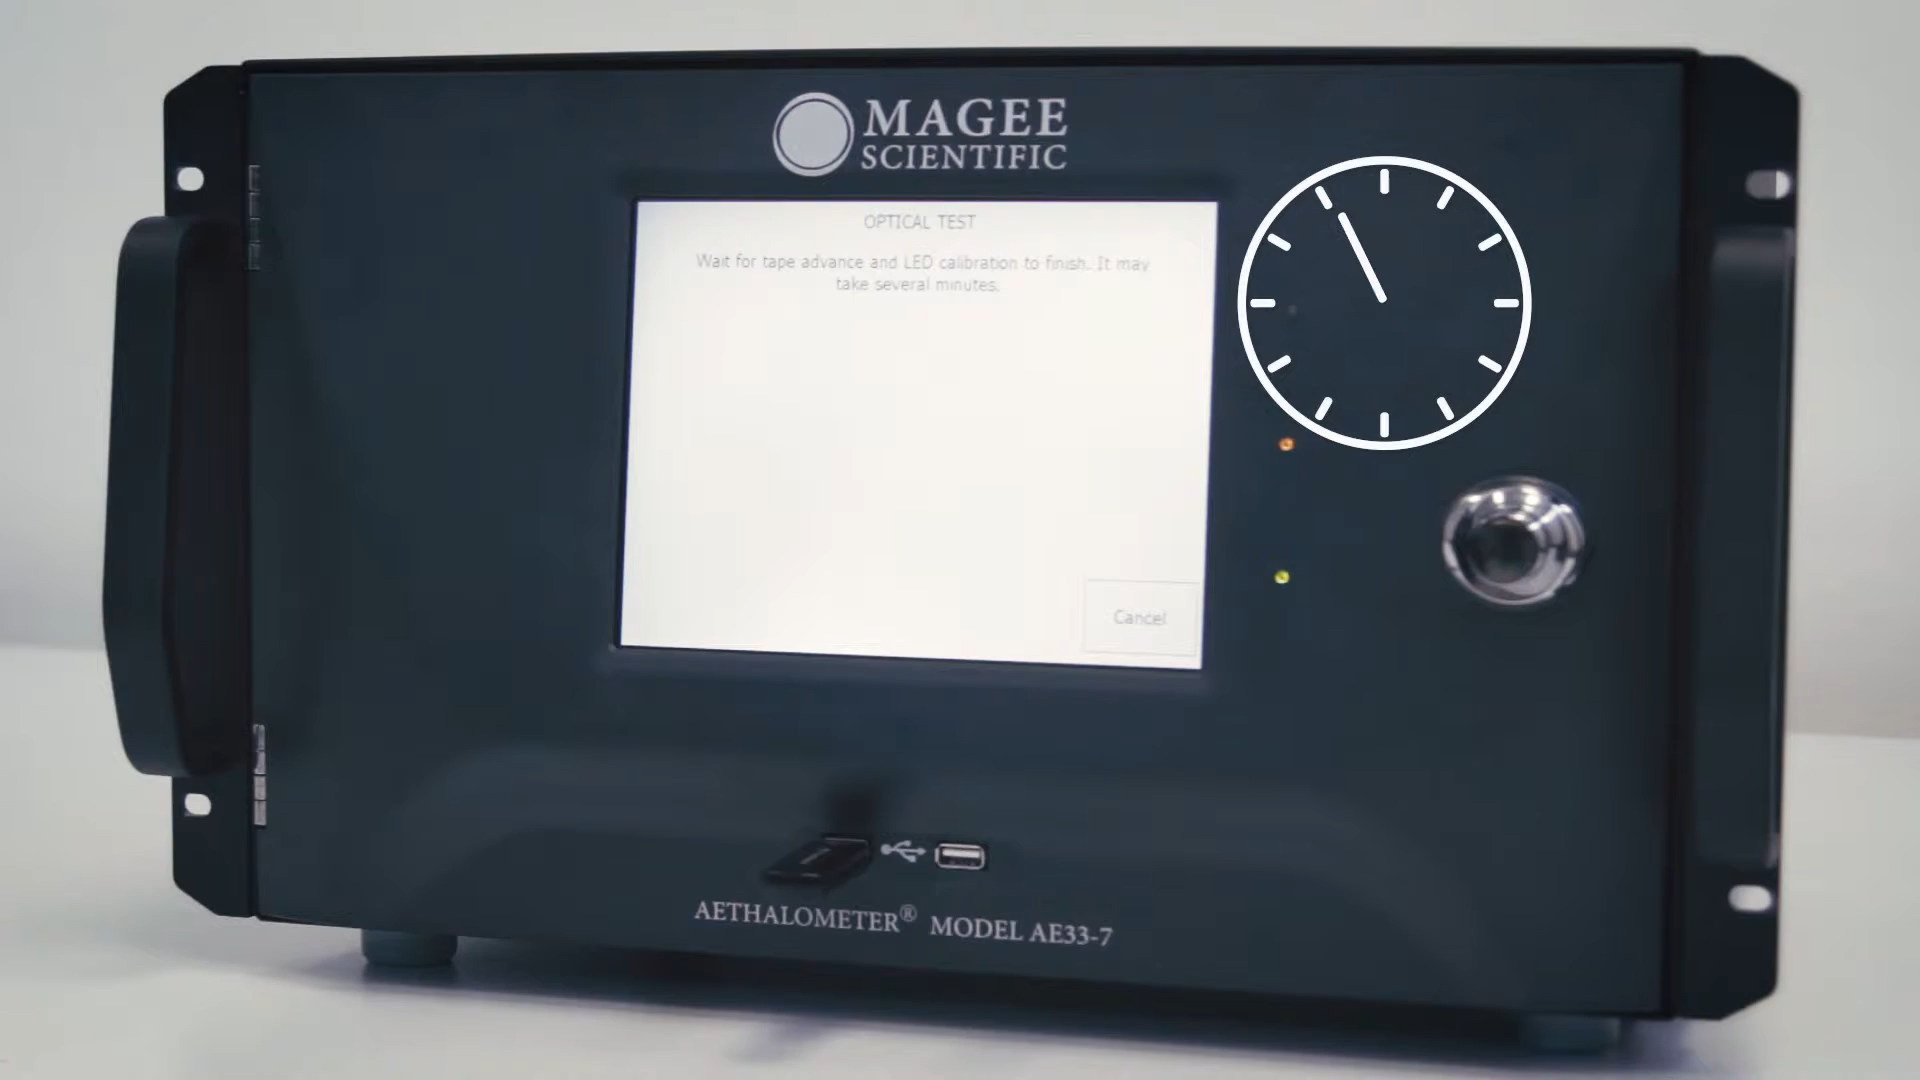 MAGEE
SCIENTIFIC
OPTICAL TEST
Wait for tape advance and LED calibration to finish. It may
take several minutes.
Cancel
AETHALOMETER® MODEL AE33-7